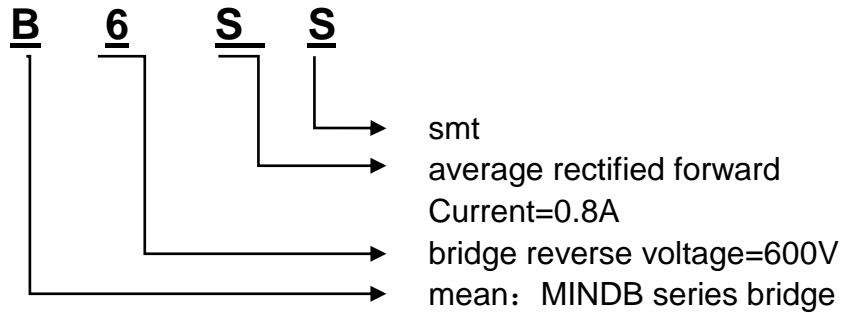 B 6 S S
smt
average rectified forward
Current=0.8A
bridge reverse voltage=600V
mean：MINDB series bridge